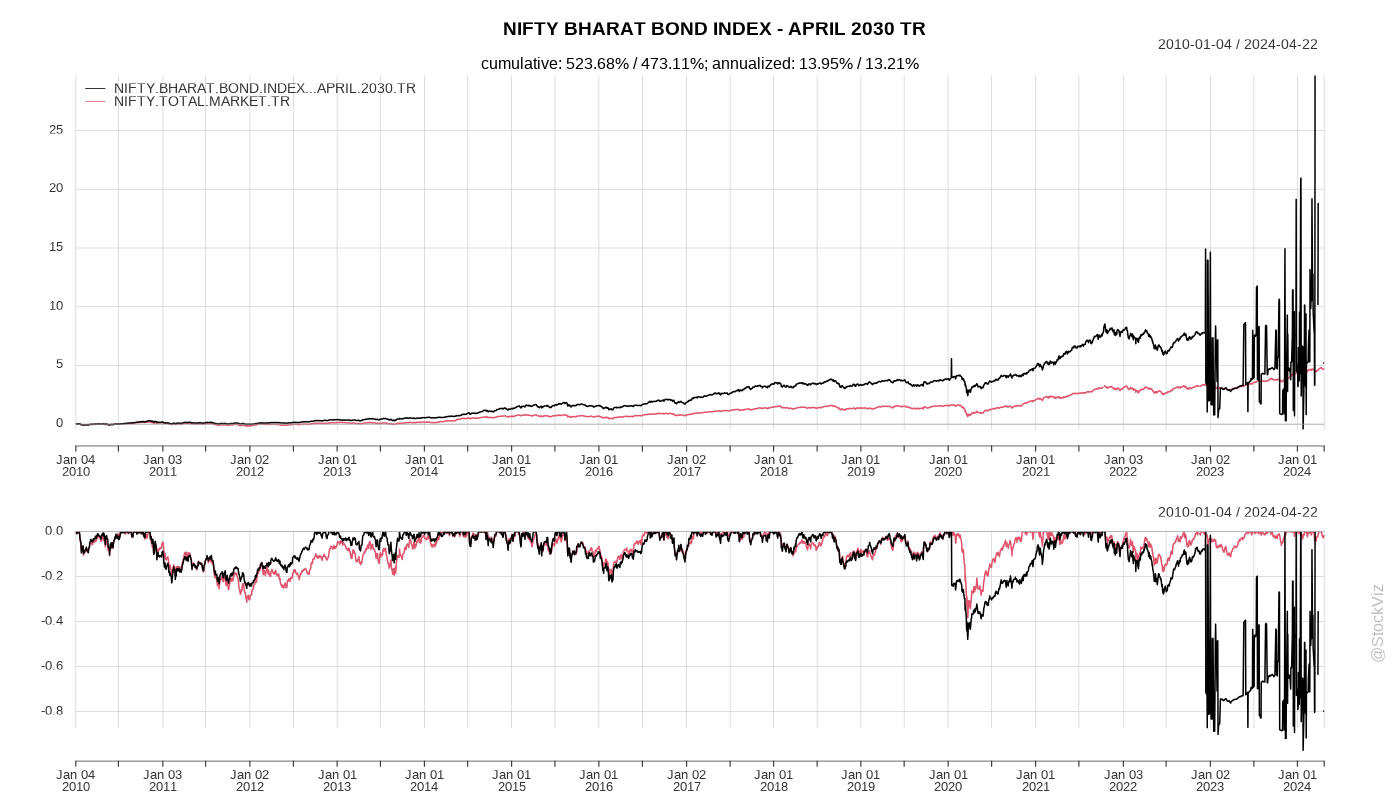 NIFTY BHARAT BOND INDEX - APRIL 2030 TR
2010-01-04 / 2024-04-22
cumulative: 523.68% / 473.11%; annualized: 13.95% / 13.21%
NIFTY.BHARAT.BOND.INDEX...APRIL.2030.TR
NIFTY.TOTAL.MARKET.TR
25
20
15
10
5
0
Jan 04 Jan 03 Jan 02 Jan 01 Jan 01 Jan 01 Jan 01 Jan 02 Jan 01 Jan 01 Jan 01 Jan 01 Jan 03 Jan 02 Jan 01
2010 2011 2012 2013 2014 2015 2016 2017 2018 2019 2020 2021 2022 2023 2024
2010-01-04 / 2024-04-22
0.0
-0.2
-0.4
-0.6
-0.8
Jan 04 Jan 03 Jan 02 Jan 01 Jan 01 Jan 01 Jan 01 Jan 02 Jan 01 Jan 01 Jan 01 Jan 01 Jan 03 Jan 02 Jan 01
2010 2011 2012 2013 2014 2015 2016 2017 2018 2019 2020 2021 2022 2023 2024
@StockViz